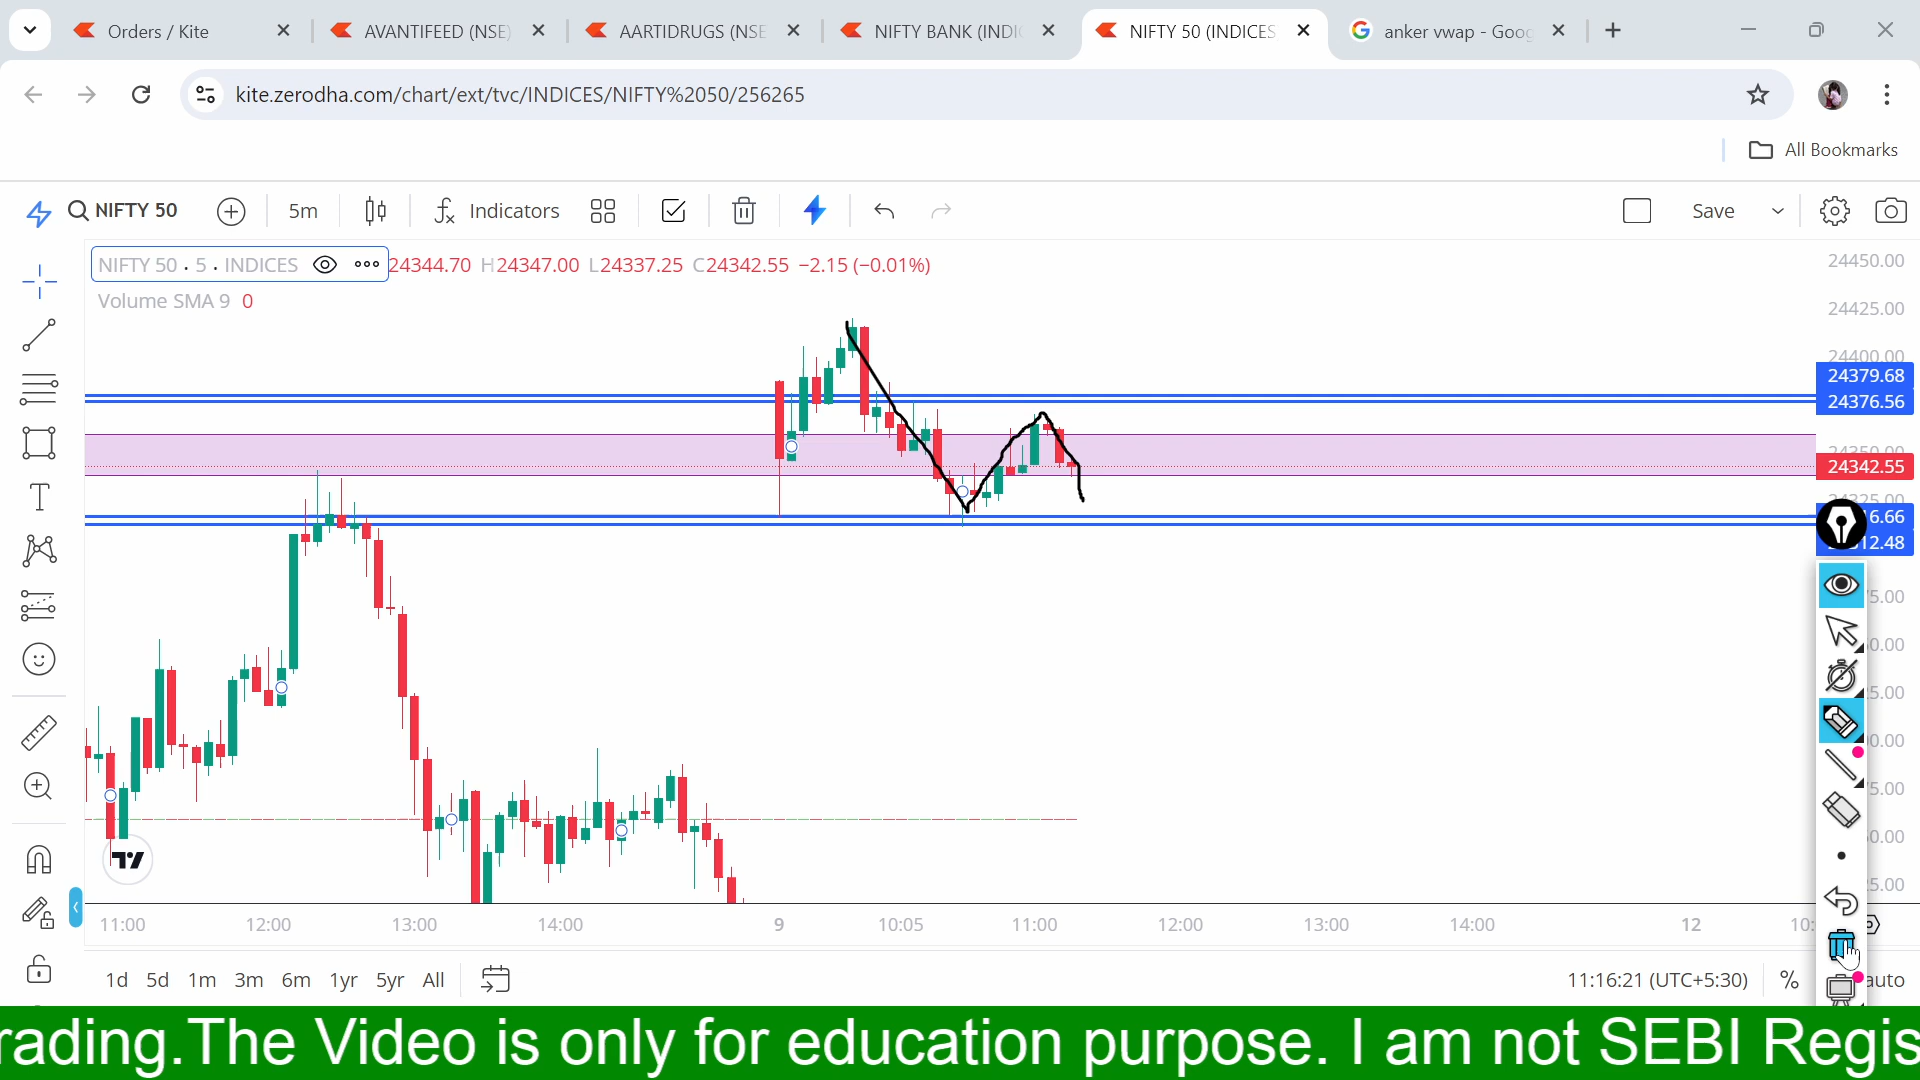 Orders / Kite
AVANTIFEED (NSE)
AARTIDRUGS (NSE
NIFTY BANK (INDI
NIFTY 50 (INDICES
anker vwap - Goog
kite.zerodha.com/chart/ext/tvc/INDICES/NIFTY%2050/256265
All Bookmarks
NIFTY 50
5m
Indicators
Save
NIFTY 50 . 5 . INDICES
24344.70 H24347.00 L24337.25 C24342.55 −2.15 (−0.01%)
Volume SMA 9 0
24450.00
24425.00
24400.00
24379.68
24376.56
24342.55
6.66
12.48
11:00
12:00
13:00
14:00
9
10:05
11:00
12:00
13:00
14:00
12
10:
1d
5d
1m
3m
6m
1yr
5yr
All
11:16:21 (UTC+5:30)
%
auto
rading.The Video is only for education purpose. I am not SEBI Regis